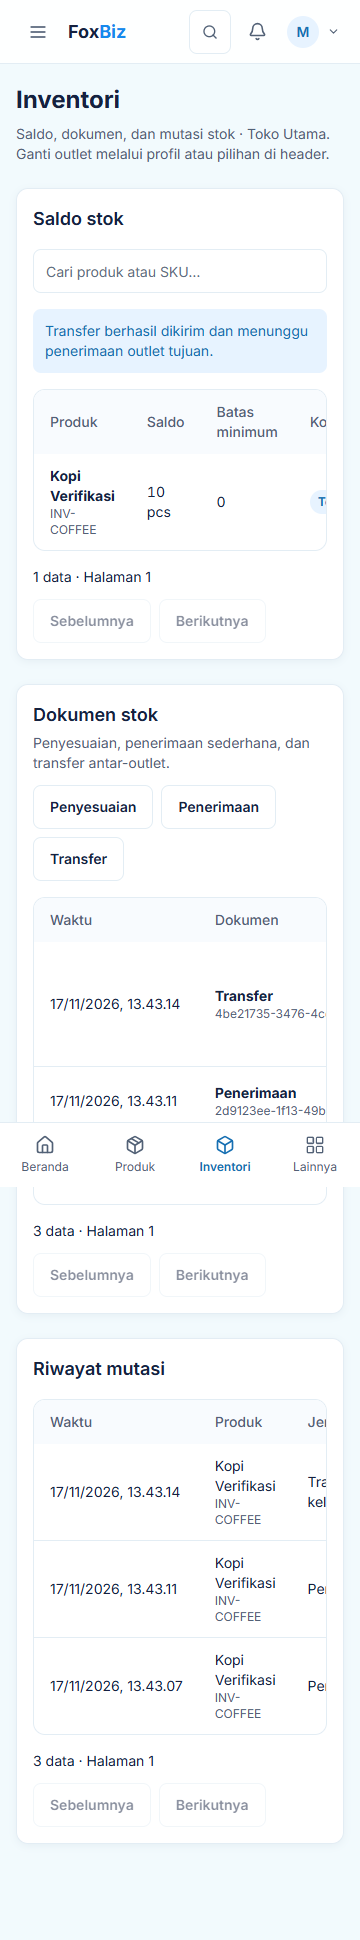 FoxBiz
M
Inventori
Saldo, dokumen, dan mutasi stok · Toko Utama.
Ganti outlet melalui profil atau pilihan di header.
Saldo stok
Cari produk atau SKU...
Transfer berhasil dikirim dan menunggu
penerimaan outlet tujuan.
Produk Saldo Batas minimum Ko
Kopi Verifikasi INV-COFFEE 10 pcs 0
1 data · Halaman 1
Sebelumnya Berikutnya
Dokumen stok
Penyesuaian, penerimaan sederhana, dan
transfer antar-outlet.
Penyesuaian Penerimaan
Transfer
Waktu Dokumen
17/11/2026, 13.43.14 Transfer
4be21735-3476-4c
17/11/2026, 13.43.11 Penerimaan
2d9123ee-1f13-49b
Beranda Produk Inventori Lainnya
3 data · Halaman 1
Sebelumnya Berikutnya
Riwayat mutasi
Waktu Produk Je
17/11/2026, 13.43.14 Kopi Verifikasi INV-COFFEE Tra kel
17/11/2026, 13.43.11 Kopi Verifikasi INV-COFFEE Pe
17/11/2026, 13.43.07 Kopi Verifikasi INV-COFFEE Pe
3 data · Halaman 1
Sebelumnya Berikutnya